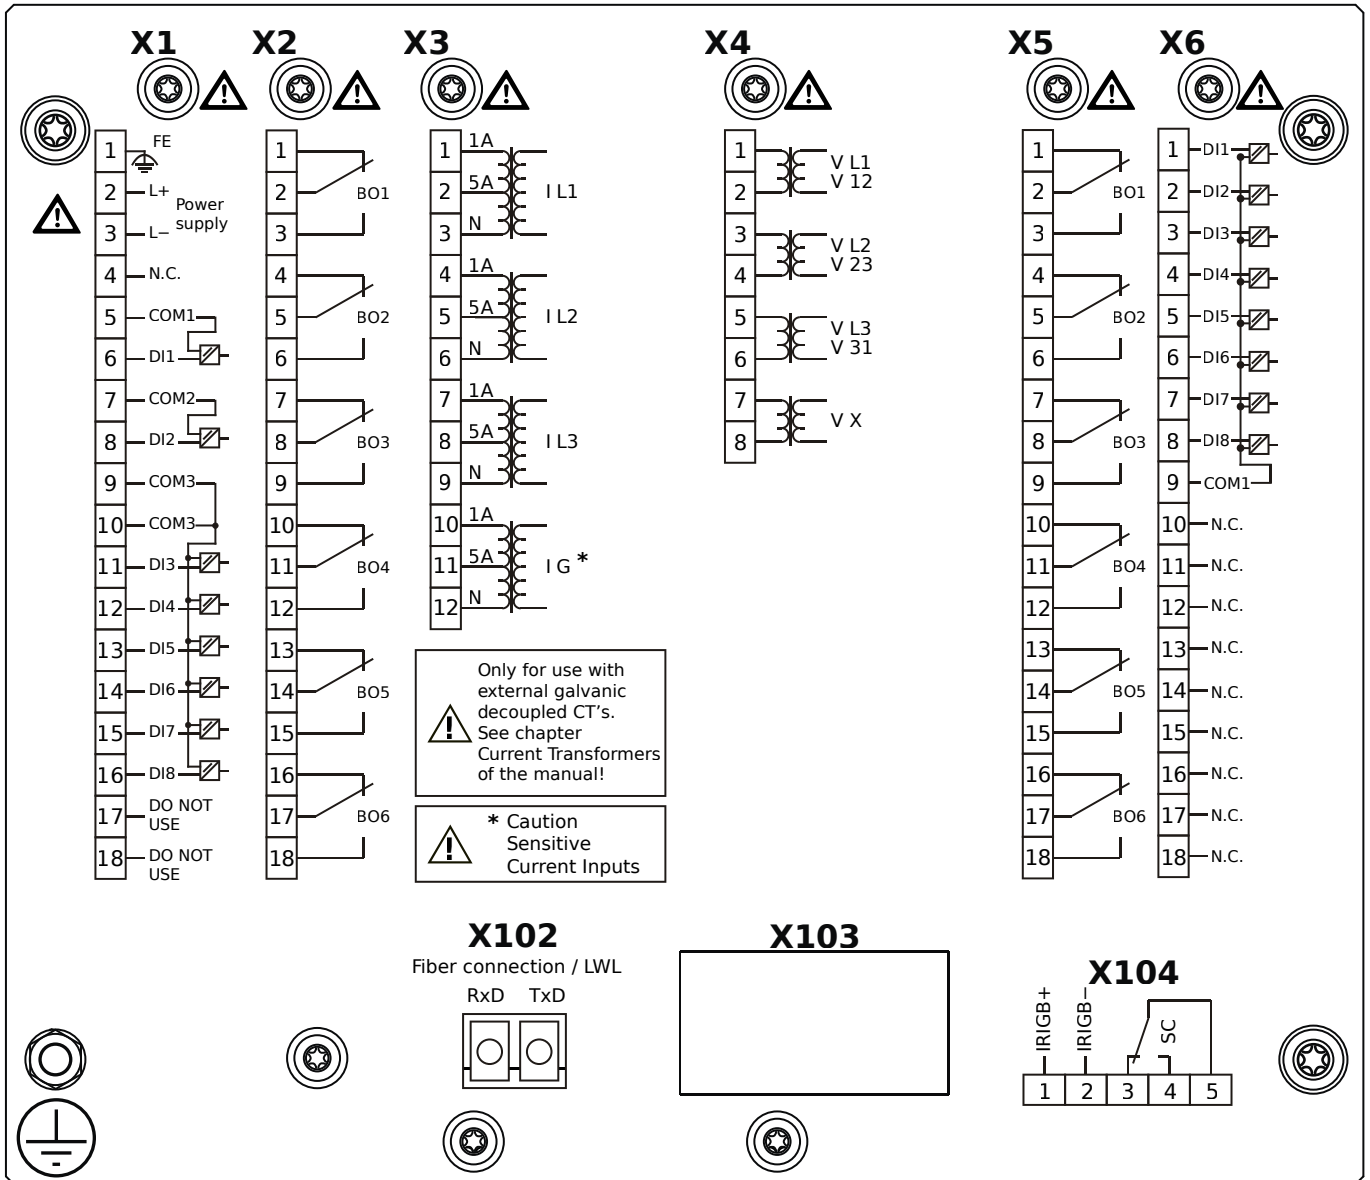 X1 X2 X3 X4 X5 X6
1 FE
2 L+
Power
supply
3 L−
4 N.C.
5 COM1
6 DI1
7 COM2
8 DI2
9 COM3
10 COM3
11 DI3
12 DI4
13 DI5
14 DI6
15 DI7
16 DI8
17 DO NOT
USE
18 DO NOT
USE
1
2 BO1
3
4
5 BO2
6
7
8 BO3
9
10
11 BO4
12
13
14 BO5
15
16
17 BO6
18
1 1A
2 5A I L1
3 N
4 1A
5 5A I L2
6 N
7 1A
8 5A I L3
9 N
10 1A
11 5A I G *
12 N
Only for use with
external galvanic
decoupled CT's.
See chapter
Current Transformers
of the manual!
* Caution
Sensitive
Current Inputs
1 V L1
2 V 12
3 V L2
4 V 23
5 V L3
6 V 31
7 V X
8
1
2 BO1
3
4
5 BO2
6
7
8 BO3
9
10
11 BO4
12
13
14 BO5
15
16
17 BO6
18
1 DI1
2 DI2
3 DI3
4 DI4
5 DI5
6 DI6
7 DI7
8 DI8
9 COM1
10 N.C.
11 N.C.
12 N.C.
13 N.C.
14 N.C.
15 N.C.
16 N.C.
17 N.C.
18 N.C.
X102
Fiber connection / LWL
RxD TxD
X103
X104
IRIGB+
IRIGB−
SC
1 2 3 4 5